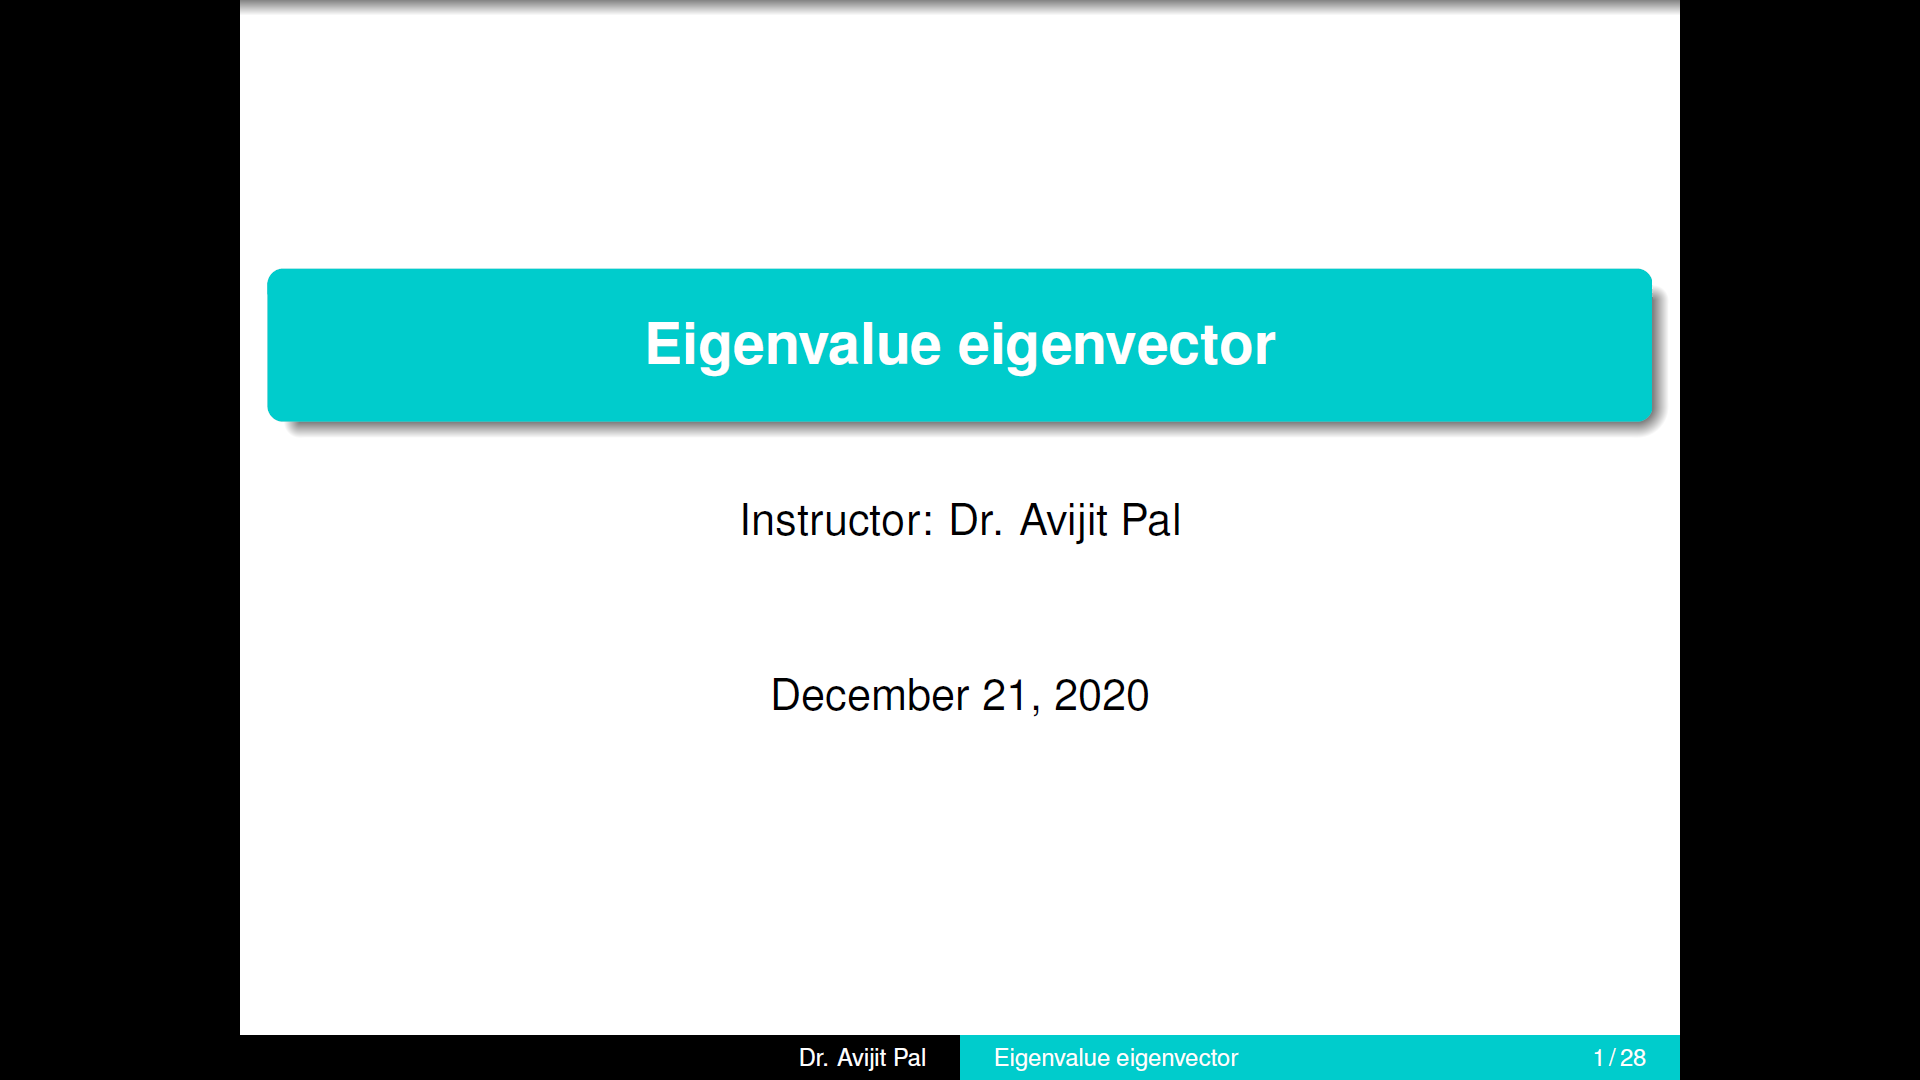 Eigenvalue eigenvector
Instructor: Dr. Avijit Pal
December 21, 2020
Dr. Avijit Pal
Eigenvalue eigenvector
1 / 28